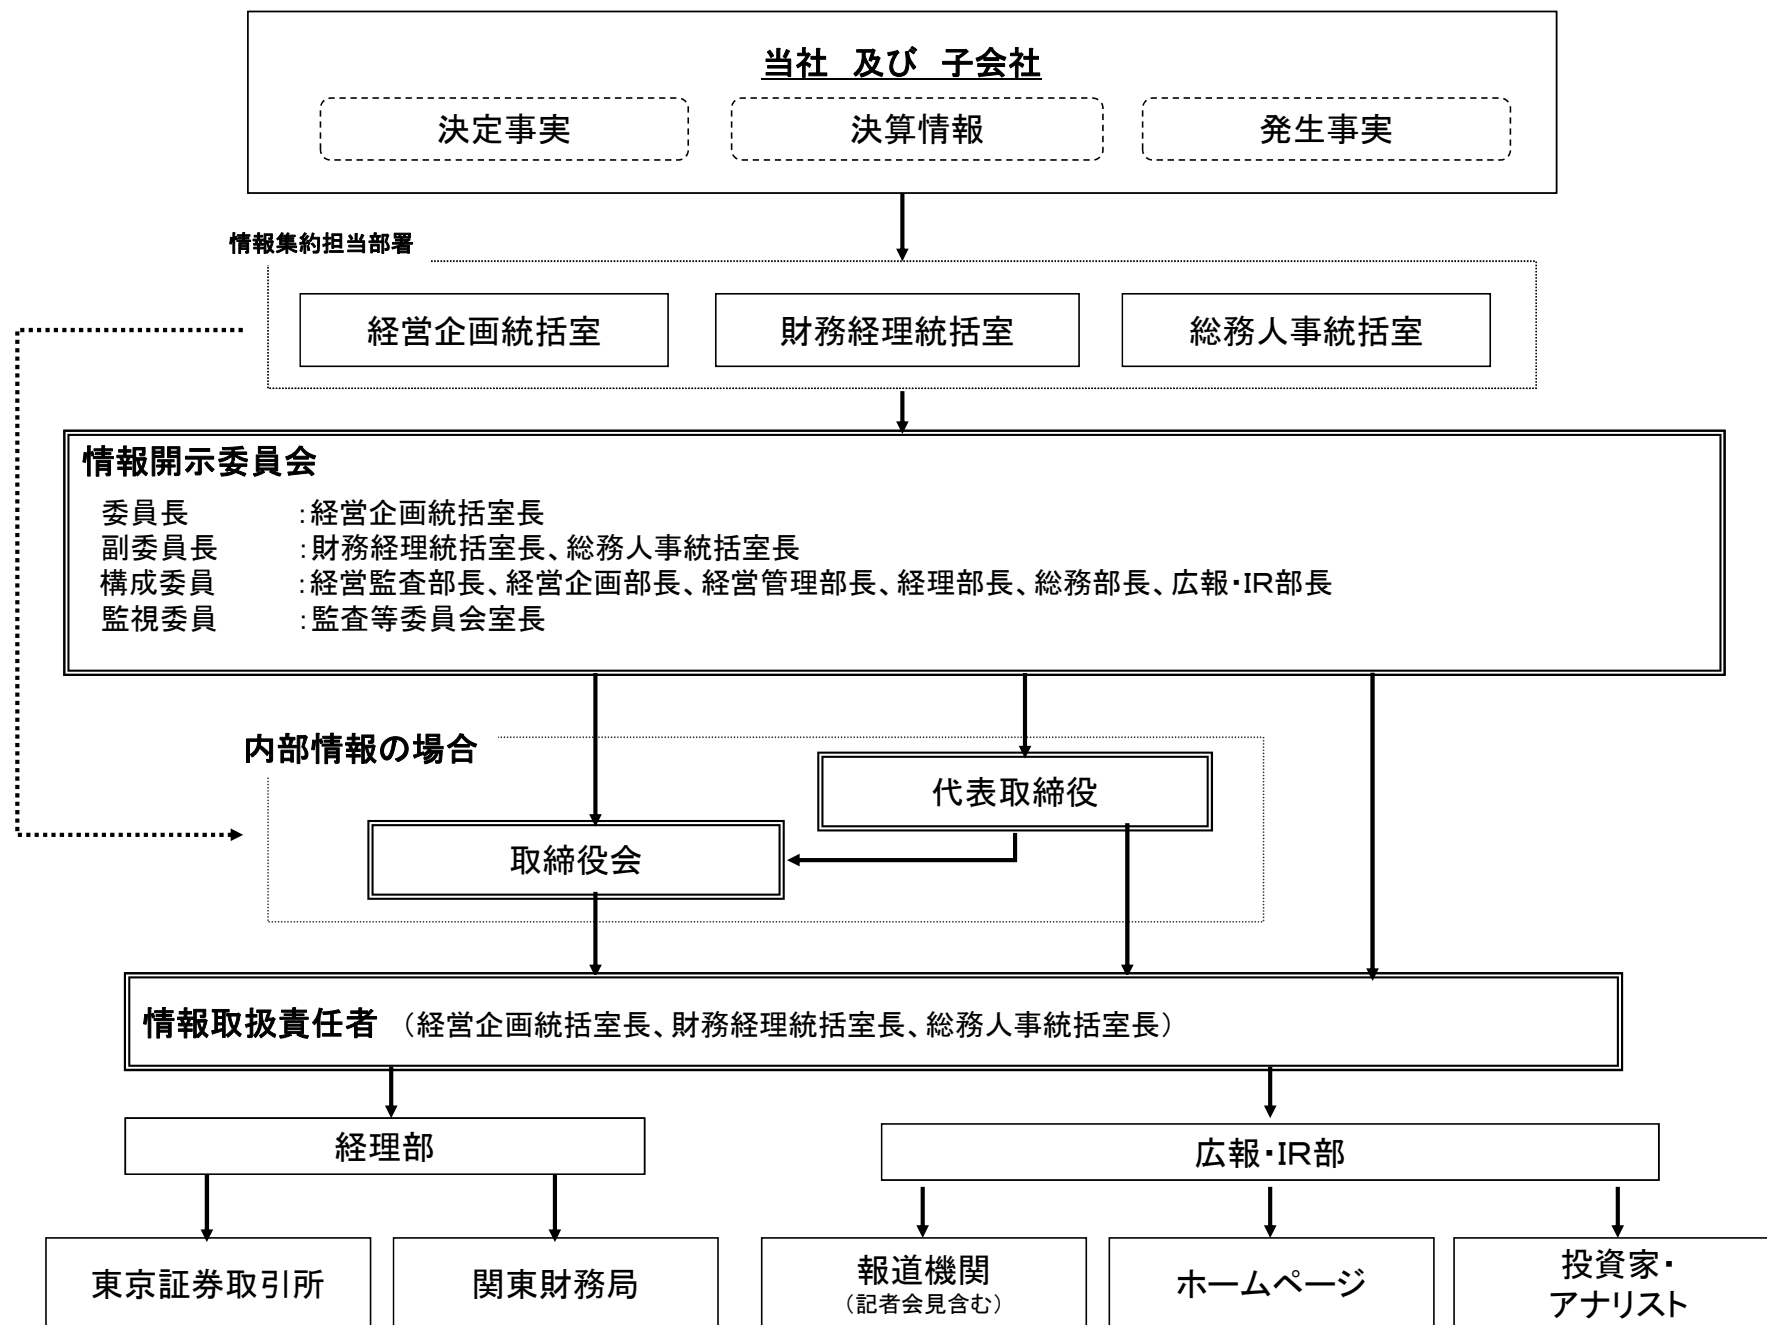 当社 及び 子会社
決定事実 決算情報 発生事実
情報集約担当部署
経営企画統括室 財務経理統括室 総務人事統括室
情報開示委員会
委員長 :経営企画統括室長
副委員長 :財務経理統括室長、総務人事統括室長
構成委員 :経営監査部長、経営企画部長、経営管理部長、経理部長、総務部長、広報・IR部長
監視委員 :監査等委員会室長
内部情報の場合
代表取締役
取締役会
情報取扱責任者 (経営企画統括室長、財務経理統括室長、総務人事統括室長)
経理部
広報・IR部
東京証券取引所
関東財務局
報道機関
(記者会見含む)
ホームページ
投資家・
アナリスト